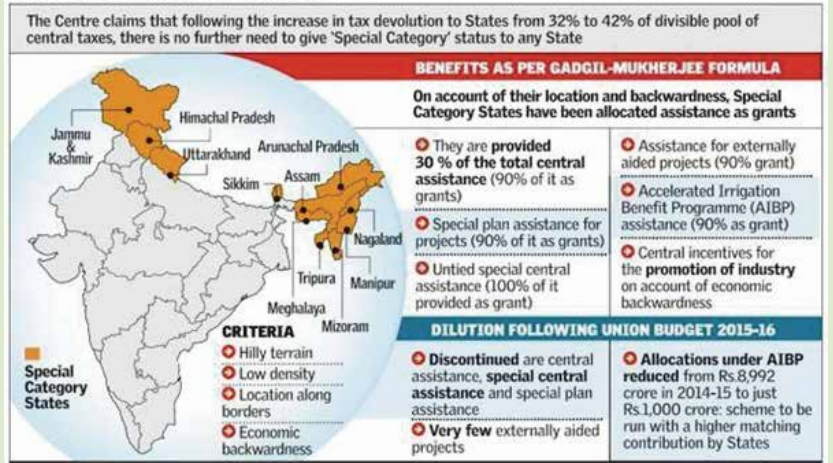 The Centre claims that following the increase in tax devolution to States from 32% to 42% of divisible pool of
central taxes, there is no further need to give 'Special Category' status to any State
Jammu
&
Kashmir
Himachal Pradesh
Uttarakhand
Arunachal Pradesh
Sikkim
Assam
Nagaland
Manipur
Tripura
Meghalaya
Mizoram
Special
Category
States
CRITERIA
Hilly terrain
Low density
Location along
borders
Economic
backwardness
BENEFITS AS PER GADGIL-MUKHERJEE FORMULA
On account of their location and backwardness, Special
Category States have been allocated assistance as grants
They are provided
30 % of the total central
assistance (90% of it as
grants)
Special plan assistance for
projects (90% of it as grants)
Untied special central
assistance (100% of it
provided as grant)
Assistance for externally
aided projects (90% grant)
Accelerated Irrigation
Benefit Programme (AIBP)
assistance (90% as grant)
Central incentives for
the promotion of industry
on account of economic
backwardness
DILUTION FOLLOWING UNION BUDGET 2015-16
Discontinued are central
assistance, special central
assistance and special plan
assistance
Very few externally aided
projects
Allocations under AIBP
reduced from Rs.8,992
crore in 2014-15 to just
Rs.1,000 crore: scheme to be
run with a higher matching
contribution by States